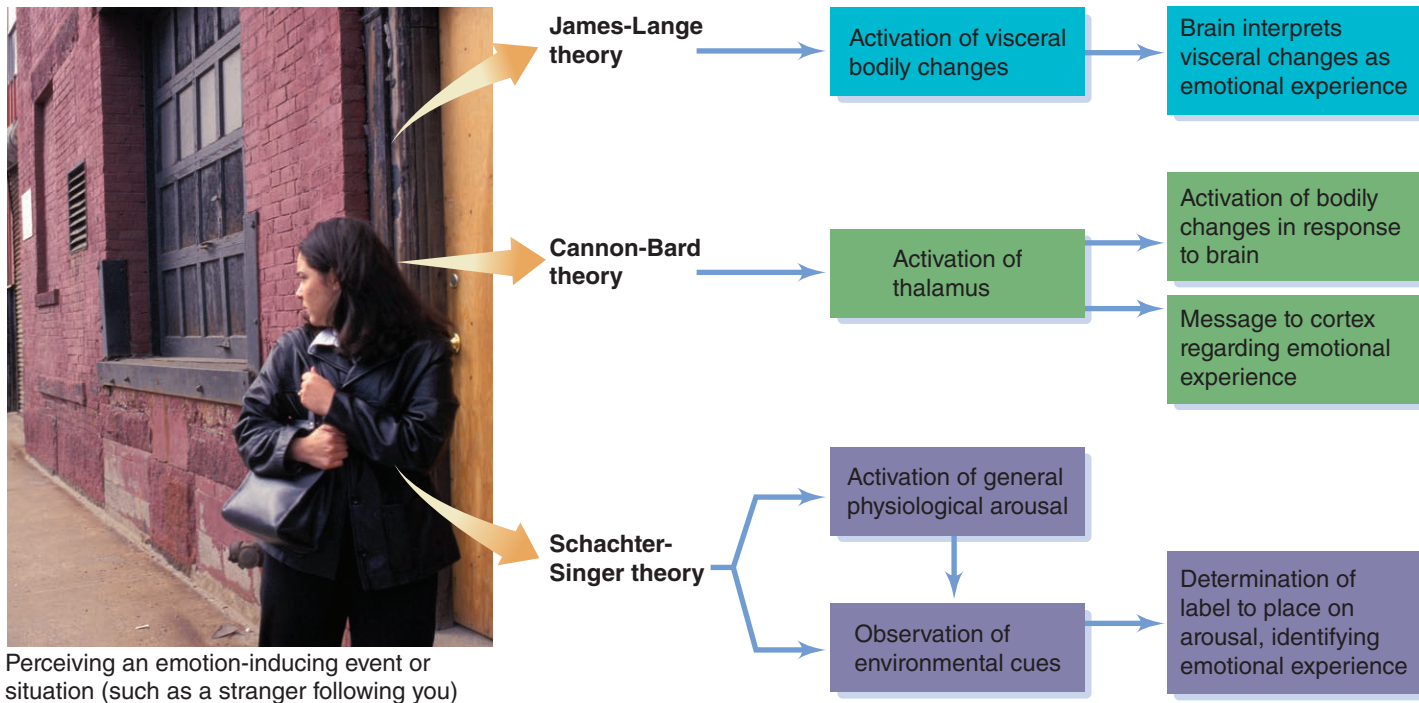 James-Lange
theory
Activation of visceral
bodily changes
Brain interprets
visceral changes as
emotional experience
Cannon-Bard
theory
Activation of
thalamus
Activation of bodily
changes in response
to brain
Message to cortex
regarding emotional
experience
Schachter-
Singer theory
Activation of general
physiological arousal
Observation of
environmental cues
Determination of
label to place on
arousal, identifying
emotional experience
Perceiving an emotion-inducing event or
situation (such as a stranger following you)